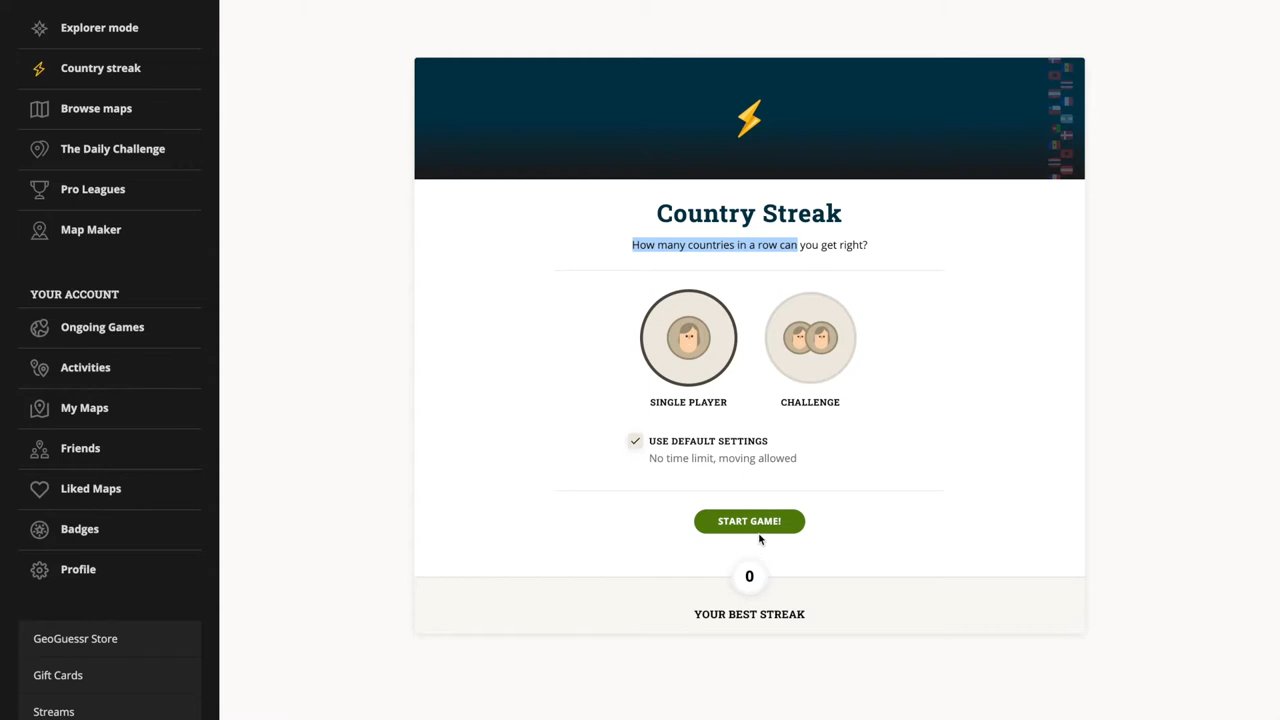 Explorer mode
Country streak
Browse maps
The Daily Challenge
Pro Leagues
Map Maker
YOUR ACCOUNT
Ongoing Games
Activities
My Maps
Friends
Liked Maps
Badges
Profile
GeoGuessr Store
Gift Cards
Streams
Country Streak
How many countries in a row can you get right?
SINGLE PLAYER
CHALLENGE
USE DEFAULT SETTINGS
No time limit, moving allowed
START GAME!
0
YOUR BEST STREAK